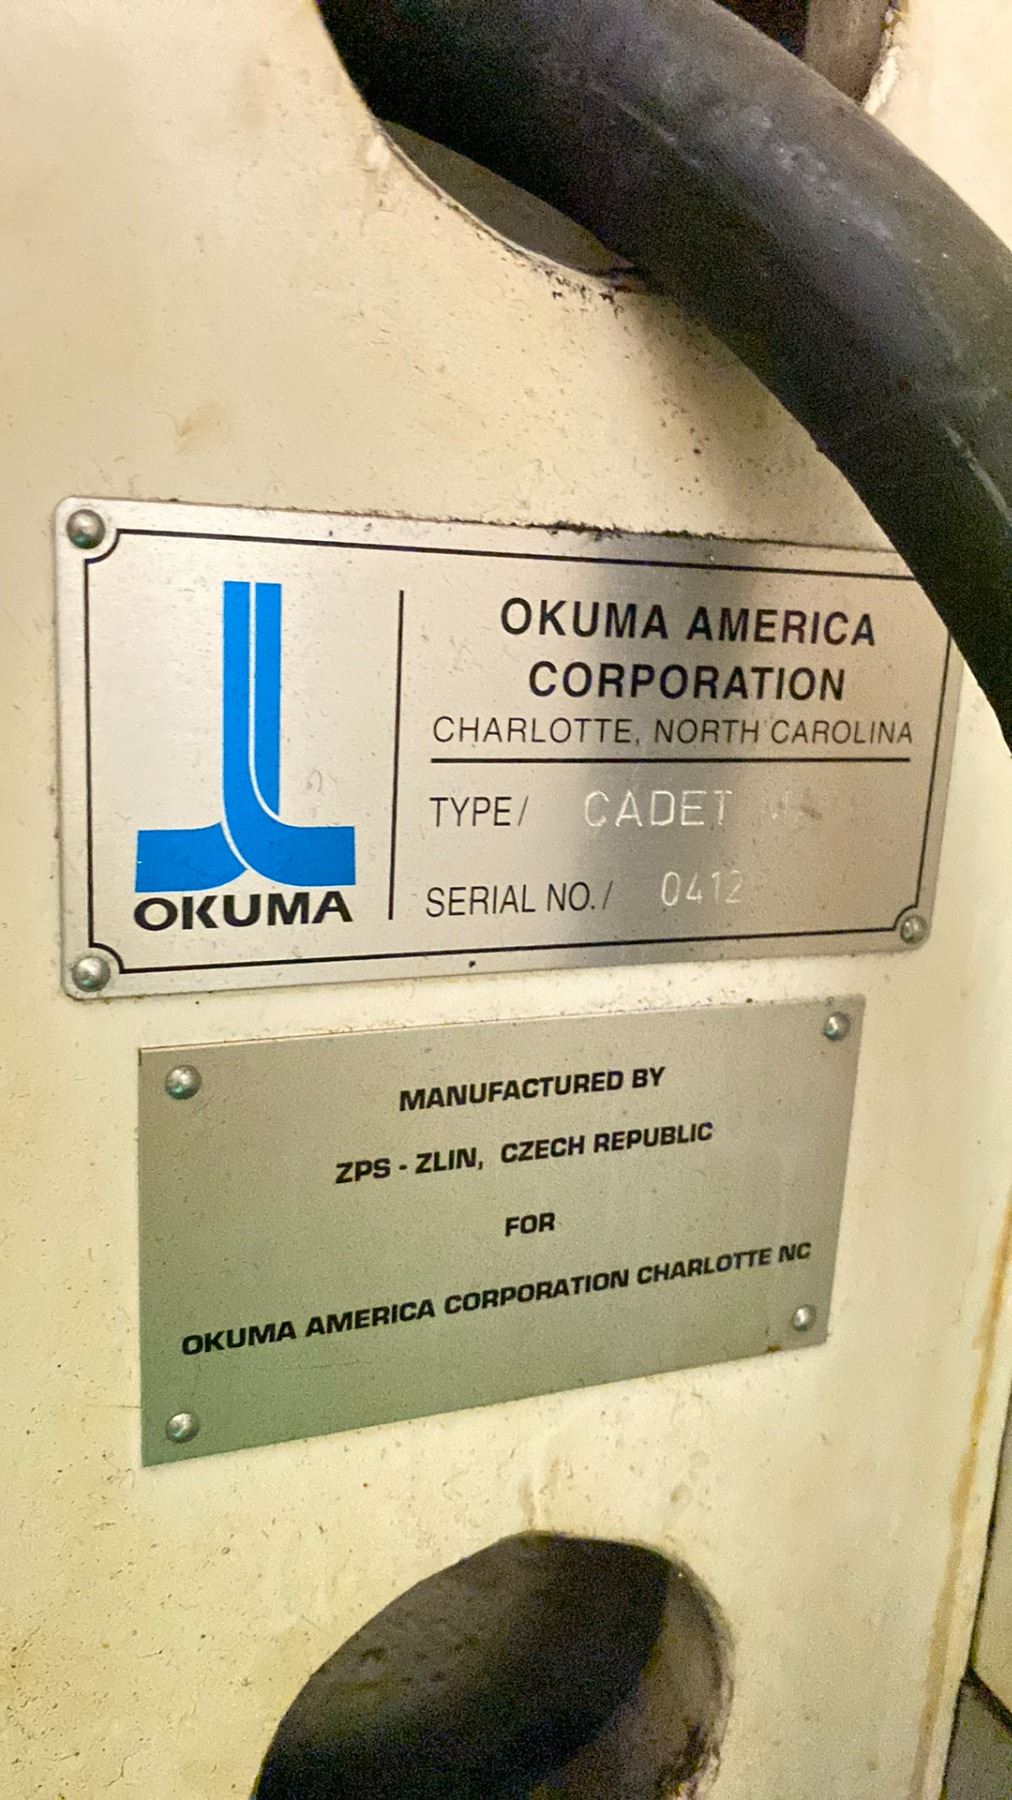 OKUMA
OKUMA AMERICA
CORPORATION
CHARLOTTE, NORTH CAROLINA
TYPE/ CADET
SERIAL NO./ 0412
MANUFACTURED BY
ZPS - ZLIN, CZECH REPUBLIC
FOR
OKUMA AMERICA CORPORATION CHARLOTTE NC